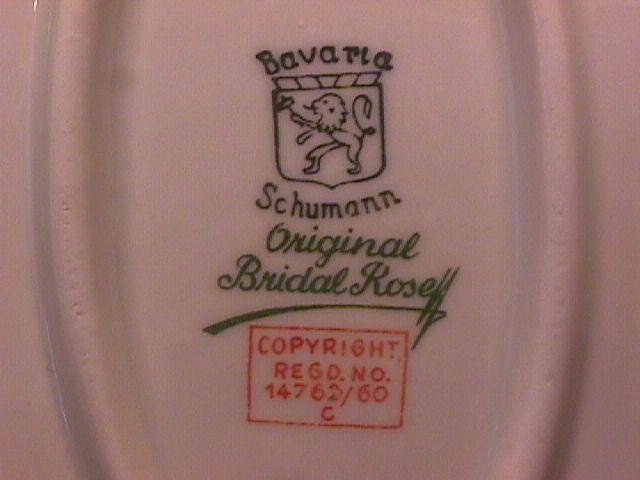 Bavaria
Schumann
Original
Bridal Rose
COPYRIGHT.
REGD. NO.
14762/60
C